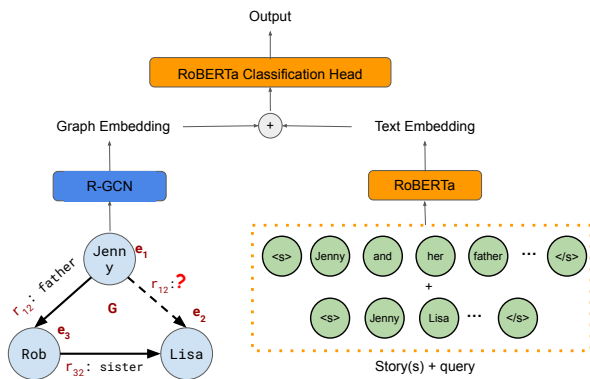 Output
RoBERTa Classification Head
Graph Embedding
+
Text Embedding
R-GCN
RoBERTa
Jenn
y
e1
r12: father
r12:?
G
e2
e3
Rob
Lisa
r32: sister
<s> Jenny and her father ... </s>
+
<s> Jenny Lisa ... </s>
Story(s) + query